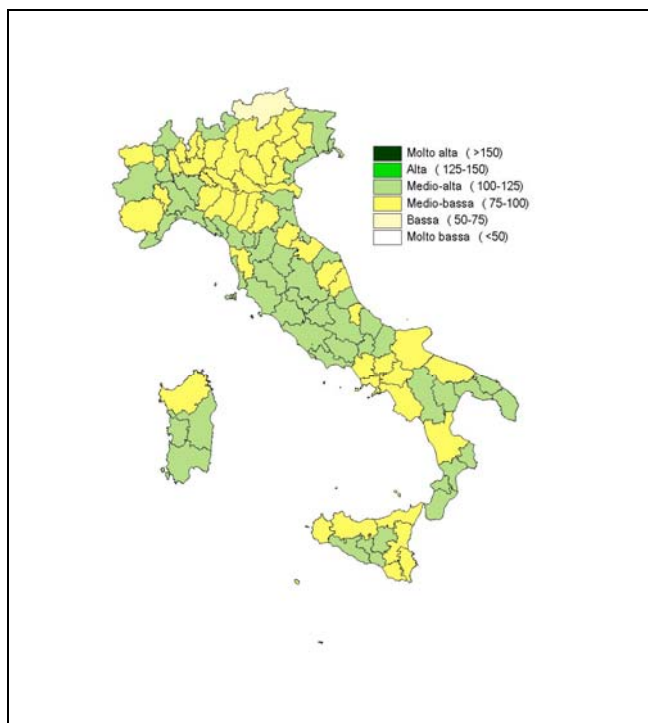 Molto alta (>150)
Alta (125-150)
Medio-alta (100-125)
Medio-bassa (75-100)
Bassa (50-75)
Molto bassa (<50)